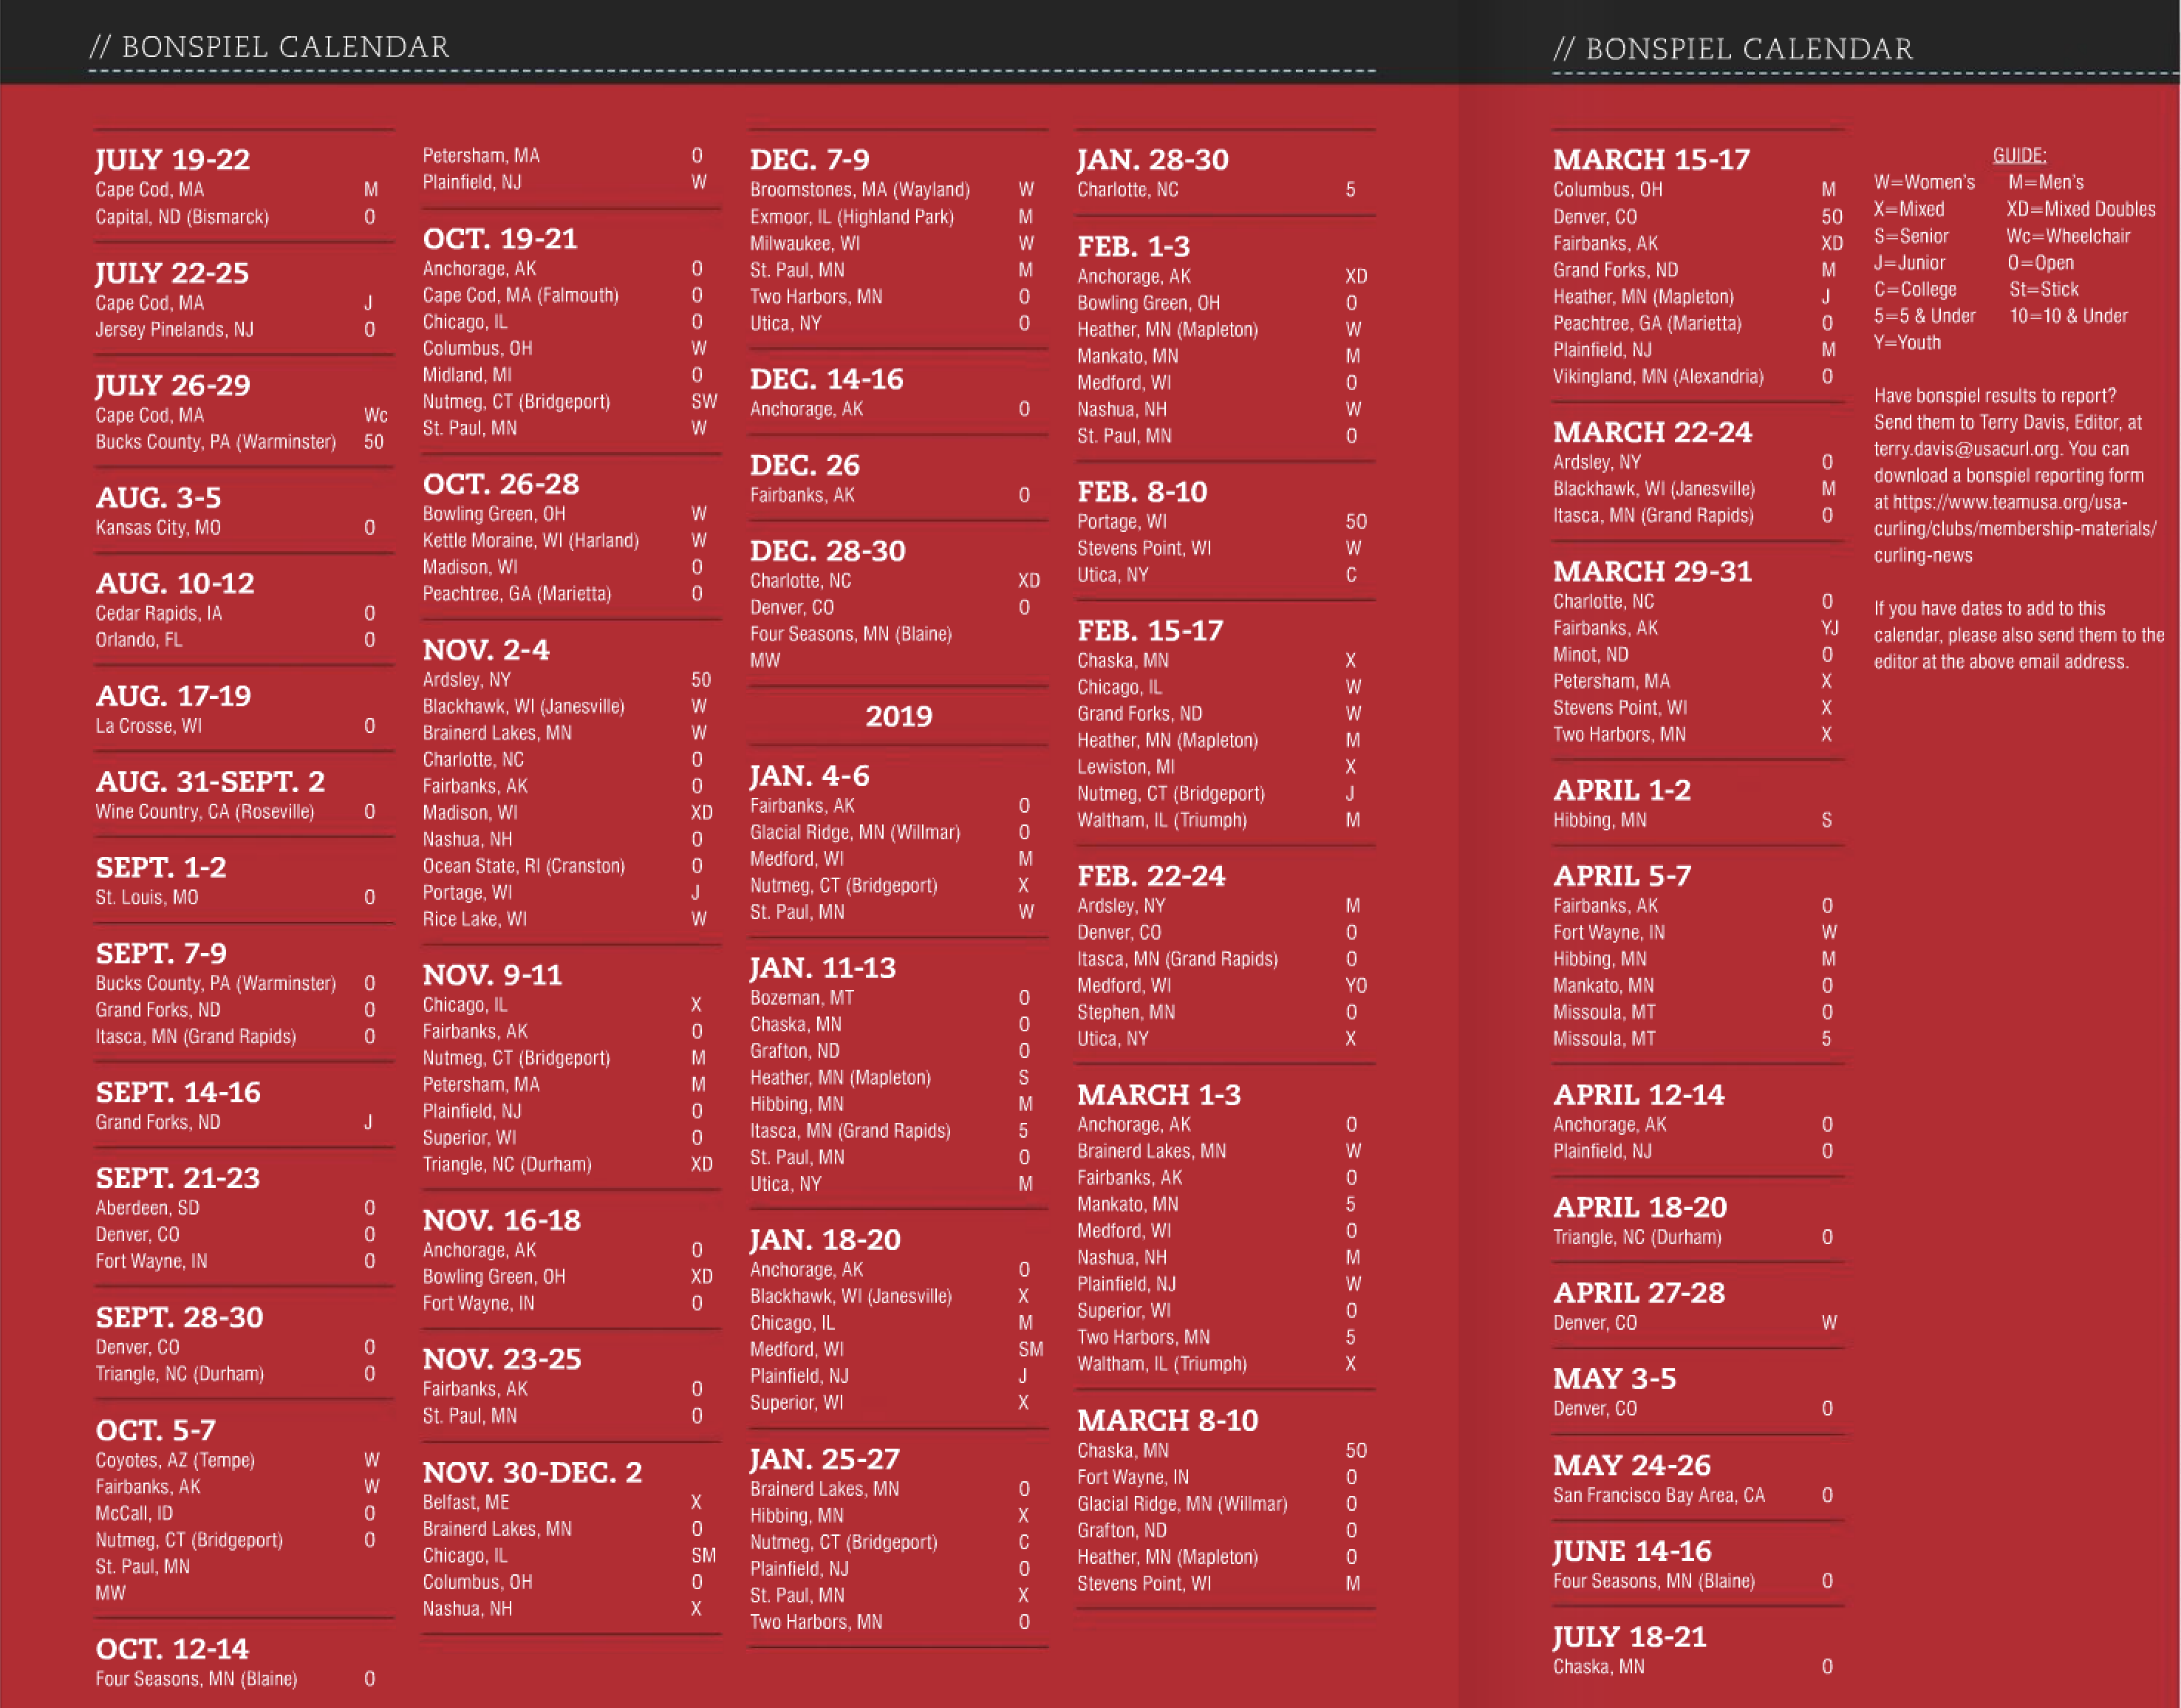 // BONSPIEL CALENDAR
JULY 19-22
Cape Cod, MA M
Capital, ND (Bismarck) O
JULY 22-25
Cape Cod, MA J
Jersey Pinelands, NJ O
JULY 26-29
Cape Cod, MA Wc
Bucks County, PA (Warminster) 5O
AUG. 3-5
Kansas City, MO O
AUG. 10-12
Cedar Rapids, IA O
Orlando, FL O
AUG. 17-19
La Crosse, WI O
AUG. 31-SEPT. 2
Wine Country, CA (Roseville) O
SEPT. 1-2
St. Louis, MO O
SEPT. 7-9
Bucks County, PA (Warminster) O
Grand Forks, ND O
Itasca, MN (Grand Rapids) O
SEPT. 14-16
Grand Forks, ND J
SEPT. 21-23
Aberdeen, SD O
Denver, CO O
Fort Wayne, IN O
SEPT. 28-30
Denver, CO O
Triangle, NC (Durham) O
OCT. 5-7
Coyotes, AZ (Tempe) W
Fairbanks, AK W
McCall, ID O
Nutmeg, CT (Bridgeport) O
St. Paul, MN
MW
OCT. 12-14
Four Seasons, MN (Blaine) O
Petersham, MA O
Plainfield, NJ W
OCT. 19-21
Anchorage, AK O
Cape Cod, MA (Falmouth) O
Chicago, IL O
Columbus, OH W
Midland, MI O
Nutmeg, CT (Bridgeport) SW
St. Paul, MN W
OCT. 26-28
Bowling Green, OH W
Kettle Moraine, WI (Harland) W
Madison, WI O
Peachtree, GA (Marietta) O
NOV. 2-4
Ardsley, NY 5O
Blackhawk, WI (Janesville) W
Brainerd Lakes, MN W
Charlotte, NC O
Fairbanks, AK O
Madison, WI XD
Nashua, NH O
Ocean State, RI (Cranston) O
Portage, WI J
Rice Lake, WI W
NOV. 9-11
Chicago, IL X
Fairbanks, AK O
Nutmeg, CT (Bridgeport) M
Petersham, MA M
Plainfield, NJ O
Superior, WI O
Triangle, NC (Durham) XD
NOV. 16-18
Anchorage, AK O
Bowling Green, OH XD
Fort Wayne, IN O
NOV. 23-25
Fairbanks, AK O
St. Paul, MN O
NOV. 30-DEC. 2
Belfast, ME X
Brainerd Lakes, MN O
Chicago, IL SM
Columbus, OH O
Nashua, NH X
DEC. 7-9
Broomstones, MA (Wayland) W
Exmoor, IL (Highland Park) M
Milwaukee, WI W
St. Paul, MN M
Two Harbors, MN O
Utica, NY O
DEC. 14-16
Anchorage, AK O
DEC. 26
Fairbanks, AK O
DEC. 28-30
Charlotte, NC XD
Denver, CO O
Four Seasons, MN (Blaine)
MW
2019
JAN. 4-6
Fairbanks, AK O
Glacial Ridge, MN (Willmar) O
Medford, WI M
Nutmeg, CT (Bridgeport) X
St. Paul, MN W
JAN. 11-13
Bozeman, MT O
Chaska, MN O
Grafton, ND O
Heather, MN (Mapleton) S
Hibbing, MN M
Itasca, MN (Grand Rapids) 5
St. Paul, MN O
Utica, NY M
JAN. 18-20
Anchorage, AK O
Blackhawk, WI (Janesville) X
Chicago, IL M
Medford, WI SM
Plainfield, NJ J
Superior, WI X
JAN. 25-27
Brainerd Lakes, MN O
Hibbing, MN X
Nutmeg, CT (Bridgeport) C
Plainfield, NJ O
St. Paul, MN X
Two Harbors, MN O
JAN. 28-30
Charlotte, NC 5
FEB. 1-3
Anchorage, AK XD
Bowling Green, OH O
Heather, MN (Mapleton) W
Mankato, MN M
Medford, WI O
Nashua, NH W
St. Paul, MN O
FEB. 8-10
Portage, WI 5O
Stevens Point, WI W
Utica, NY C
FEB. 15-17
Chaska, MN X
Chicago, IL W
Grand Forks, ND W
Heather, MN (Mapleton) M
Lewiston, MI X
Nutmeg, CT (Bridgeport) J
Waltham, IL (Triumph) M
FEB. 22-24
Ardsley, NY M
Denver, CO O
Itasca, MN (Grand Rapids) O
Medford, WI YO
Stephen, MN O
Utica, NY X
MARCH 1-3
Anchorage, AK O
Brainerd Lakes, MN W
Fairbanks, AK O
Mankato, MN 5
Medford, WI O
Nashua, NH M
Plainfield, NJ W
Superior, WI O
Two Harbors, MN 5
Waltham, IL (Triumph) X
MARCH 8-10
Chaska, MN 5O
Fort Wayne, IN O
Glacial Ridge, MN (Willmar) O
Grafton, ND O
Heather, MN (Mapleton) O
Stevens Point, WI M
// BONSPIEL CALENDAR
MARCH 15-17
Columbus, OH M
Denver, CO 5O
Fairbanks, AK XD
Grand Forks, ND M
Heather, MN (Mapleton) J
Peachtree, GA (Marietta) O
Plainfield, NJ M
Vikingland, MN (Alexandria) O
MARCH 22-24
Ardsley, NY O
Blackhawk, WI (Janesville) M
Itasca, MN (Grand Rapids) O
MARCH 29-31
Charlotte, NC O
Fairbanks, AK YJ
Minot, ND O
Petersham, MA X
Stevens Point, WI X
Two Harbors, MN X
APRIL 1-2
Hibbing, MN S
APRIL 5-7
Fairbanks, AK O
Fort Wayne, IN W
Hibbing, MN M
Mankato, MN O
Missoula, MT O
Missoula, MT 5
APRIL 12-14
Anchorage, AK O
Plainfield, NJ O
APRIL 18-20
Triangle, NC (Durham) O
APRIL 27-28
Denver, CO W
MAY 3-5
Denver, CO O
MAY 24-26
San Francisco Bay Area, CA O
JUNE 14-16
Four Seasons, MN (Blaine) O
JULY 18-21
Chaska, MN O
GUIDE:
W=Women's M=Men's
X=Mixed XD=Mixed Doubles
S=Senior Wc=Wheelchair
J=Junior O=Open
C=College St=Stick
5=5 & Under 10=10 & Under
Y=Youth
Have bonspiel results to report?
Send them to Terry Davis, Editor, at
terry.davis@usacurl.org. You can
download a bonspiel reporting form
at https://www.teamusa.org/usa-
curling/clubs/membership-materials/
curling-news
If you have dates to add to this
calendar, please also send them to the
editor at the above email address.